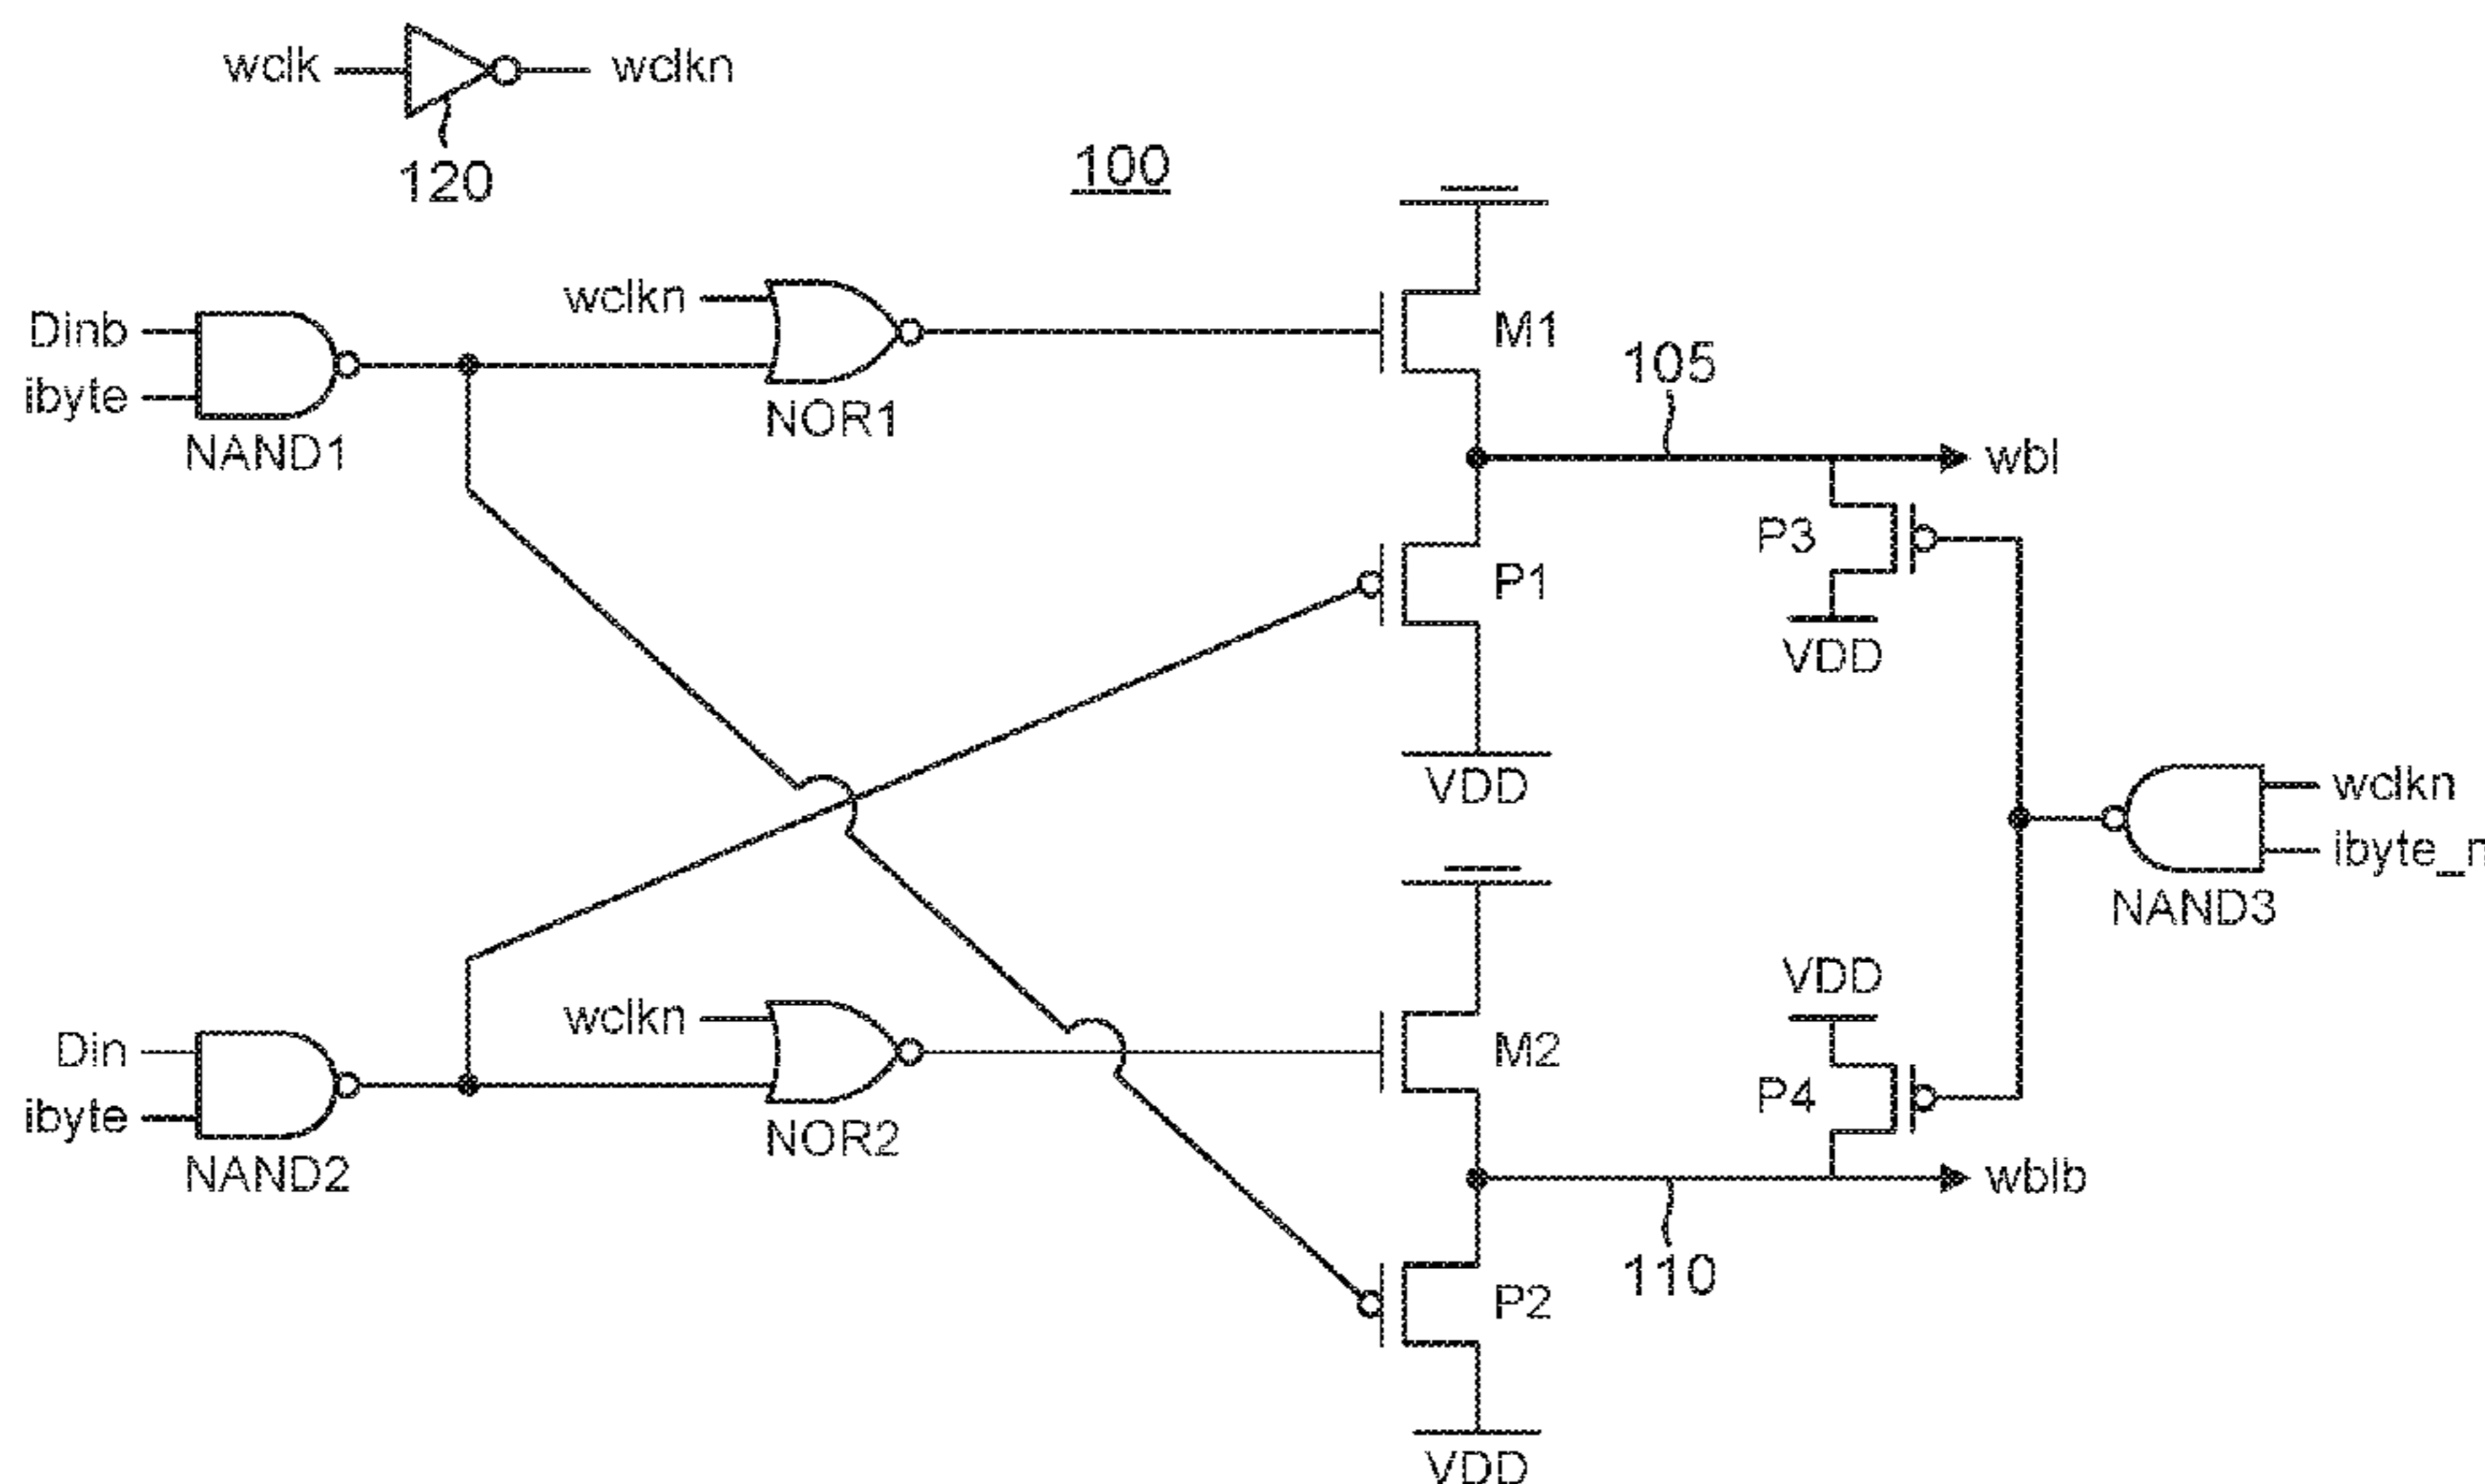 wclk wclkn
120
100
wclkn
Dinb
ibyte
NAND1
NOR1
M1
105
wbl
P3
P1
VDD
VDD
wclkn
ibyte_n
NAND3
VDD
wclkn
Din
ibyte
NAND2
NOR2
M2
P4
wblb
110
P2
VDD